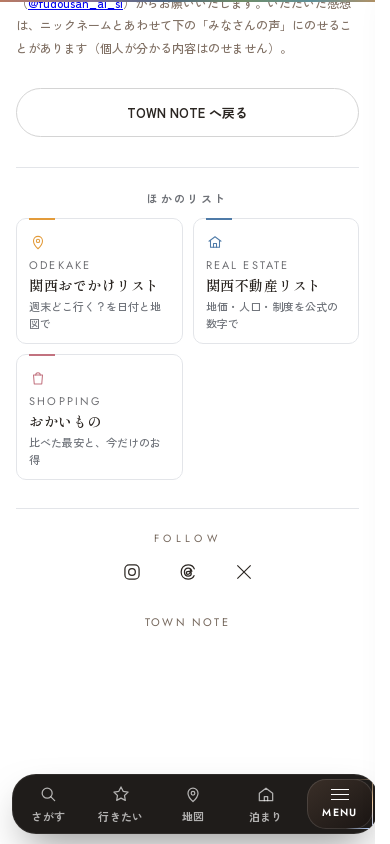 （@fudousan_ai_si）からお願いいたします。いただいた感想
は、ニックネームとあわせて下の「みなさんの声」にのせるこ
とがあります（個人が分かる内容はのせません）。
TOWN NOTE へ戻る
ほかのリスト
ODEKAKE
関西おでかけリスト
週末どこ行く？を日付と地
図で
REAL ESTATE
関西不動産リスト
地価・人口・制度を公式の
数字で
SHOPPING
おかいもの
比べた最安と、今だけのお
得
FOLLOW
TOWN NOTE
さがす
行きたい
地図
泊まり
MENU